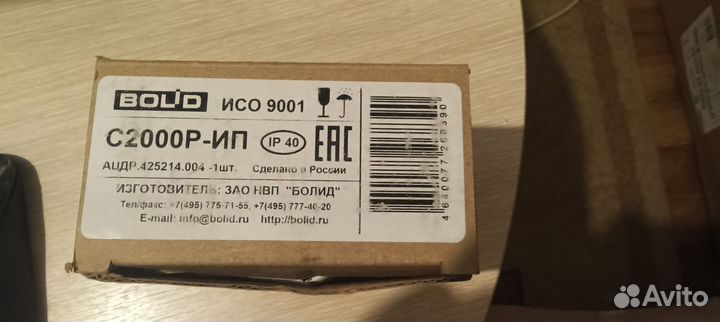 BOLID ИСО 9001
С2000Р-ИП IP 40 EAC
АЦДР.425214.004 -1шт. Сделано в России
ИЗГОТОВИТЕЛЬ: ЗАО НВП "БОЛИД"
Тел/факс: +7(495) 775-71-55, +7(495) 777-40-20
E-mail: info@bolid.ru http://bolid.ru
Avito